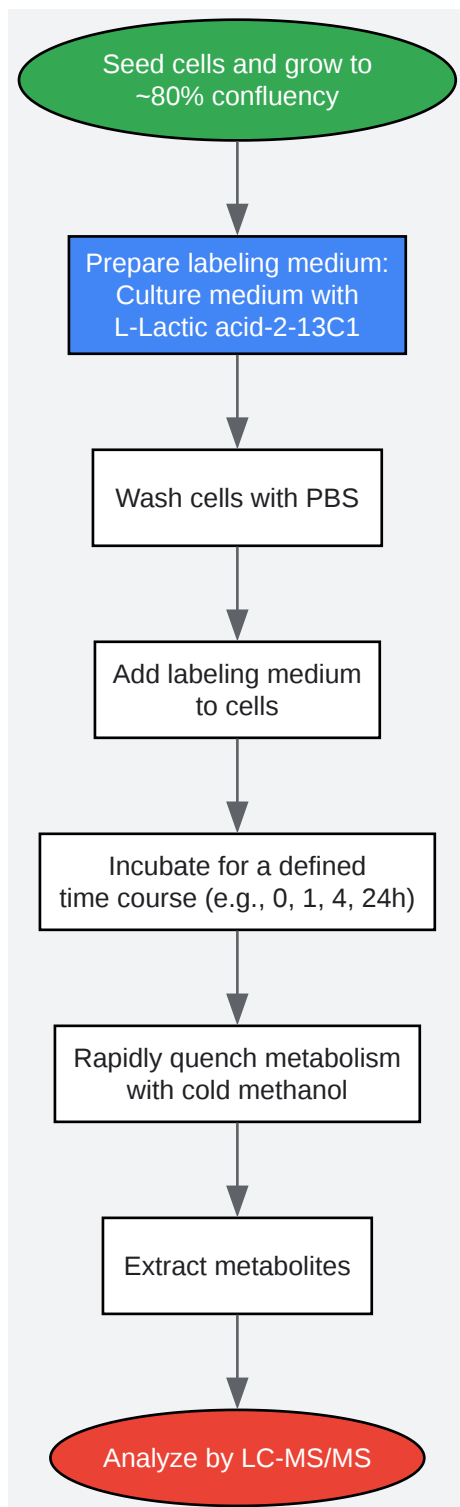 Seed cells and grow to
~80% confluency
Prepare labeling medium:
Culture medium with
L-Lactic acid-2-13C1
Wash cells with PBS
Add labeling medium
to cells
Incubate for a defined
time course (e.g., 0, 1, 4, 24h)
Rapidly quench metabolism
with cold methanol
Extract metabolites
Analyze by LC-MS/MS